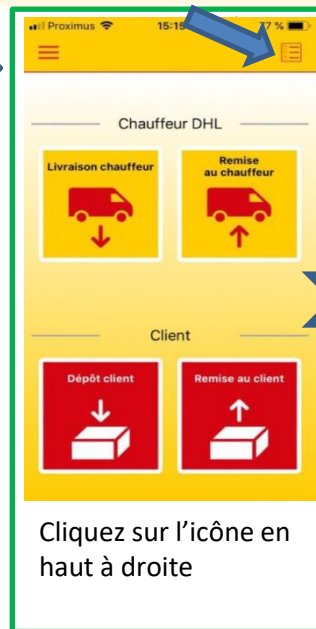 Proximus 15:15 77 %
Chauffeur DHL
Livraison chauffeur
Remise
au chauffeur
Client
Dépôt client
Remise au client
Cliquez sur l’icône en
haut à droite